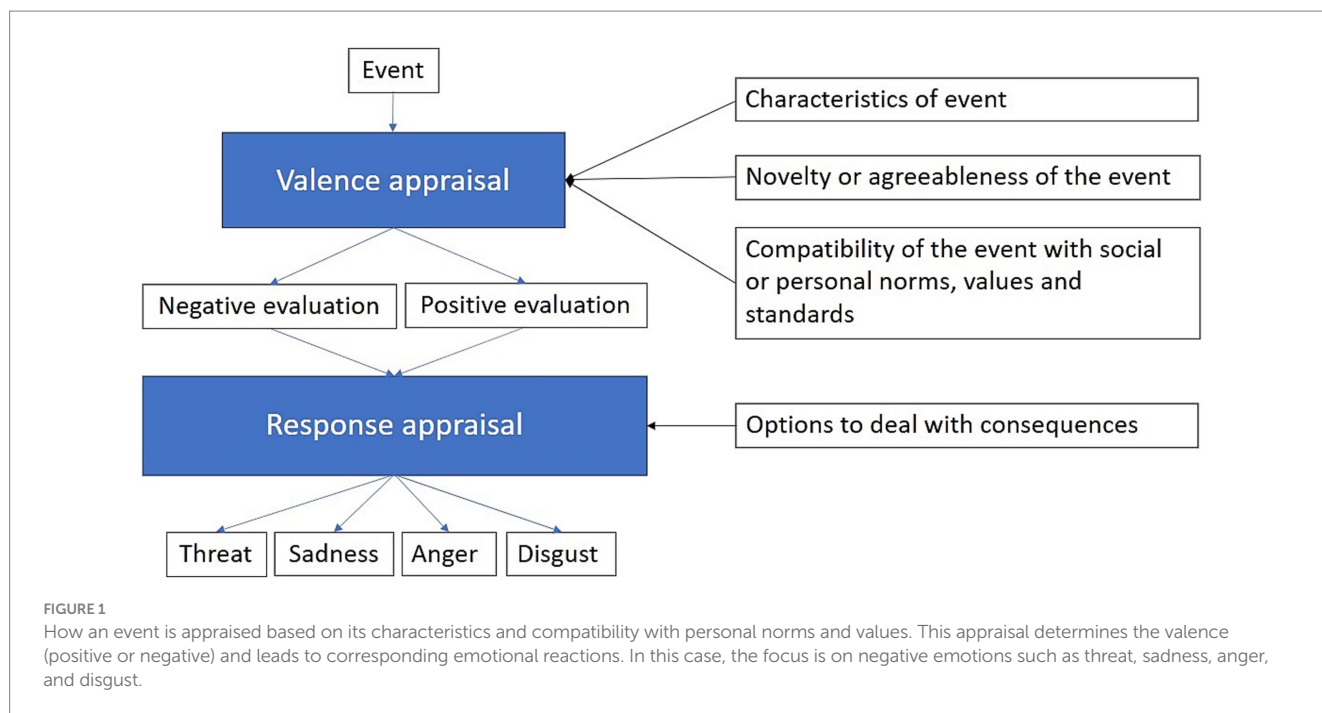 Event
Valence appraisal
Characteristics of event
Novelty or agreeableness of the event
Compatibility of the event with social
or personal norms, values and
standards
Negative evaluation
Positive evaluation
Response appraisal
Options to deal with consequences
Threat
Sadness
Anger
Disgust
FIGURE 1
How an event is appraised based on its characteristics and compatibility with personal norms and values. This appraisal determines the valence
(positive or negative) and leads to corresponding emotional reactions. In this case, the focus is on negative emotions such as threat, sadness, anger,
and disgust.